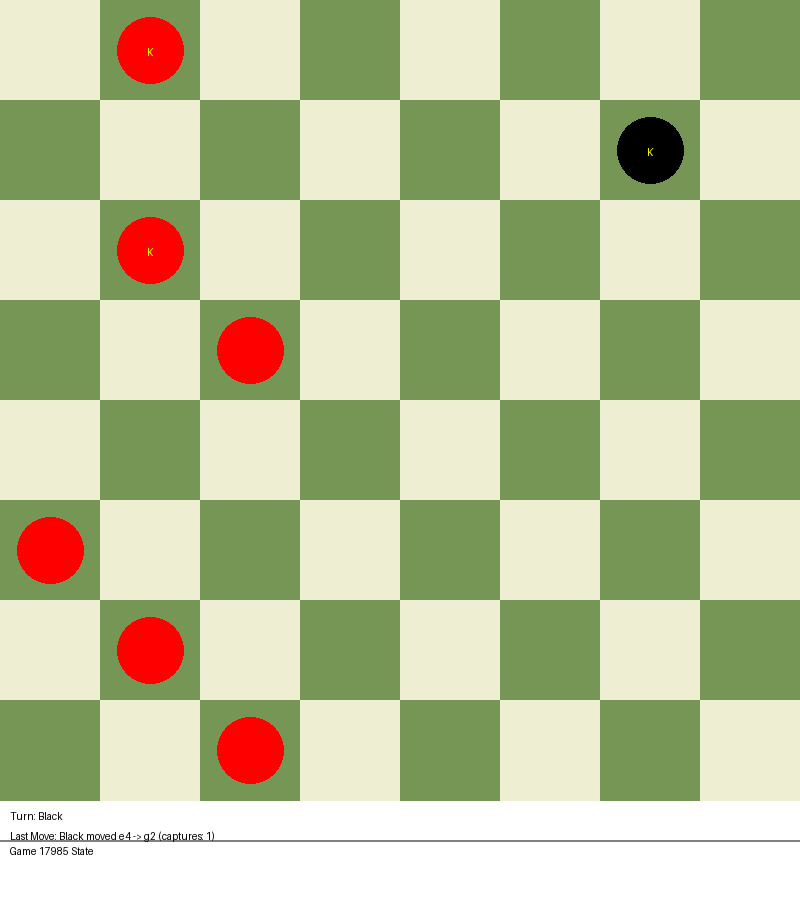 K
K
K
Turn: Black
Last Move: Black moved e4 -> g2 (captures: 1)
Game 17985 State